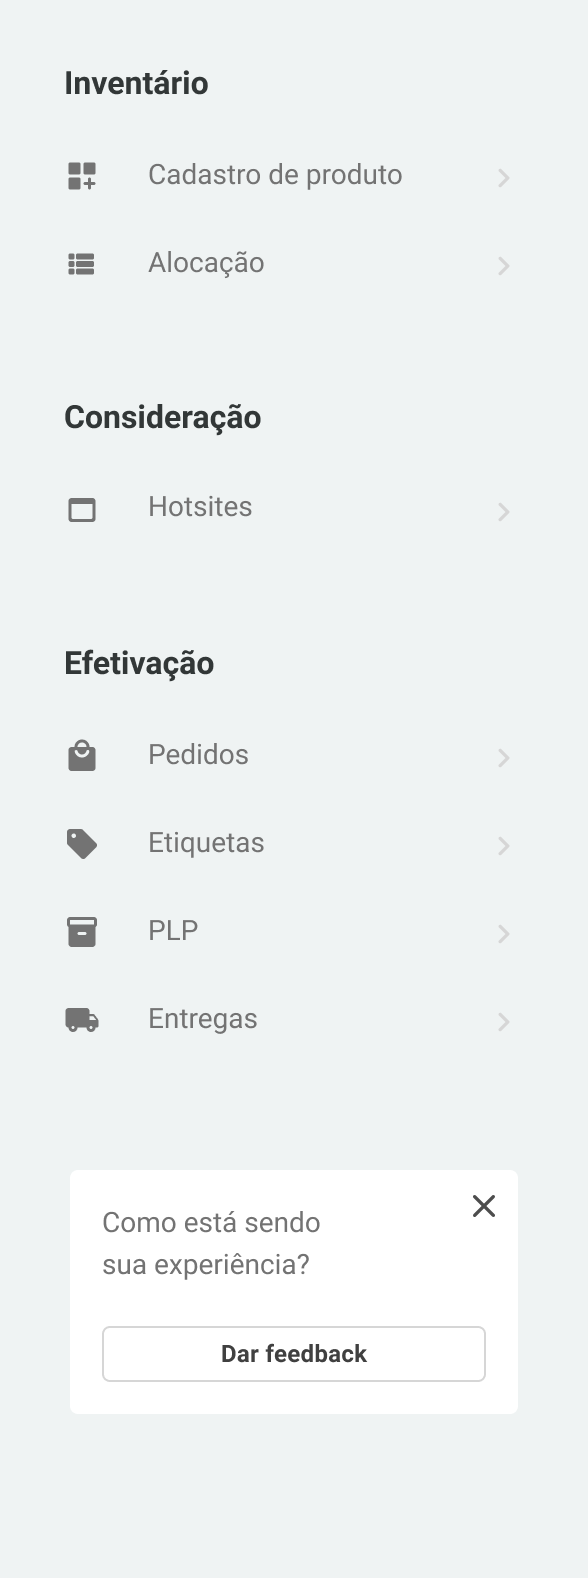 Inventário
Cadastro de produto
Alocação
Consideração
Hotsites
Efetivação
Pedidos
Etiquetas
PLP
Entregas
Como está sendo
sua experiência?
Dar feedback